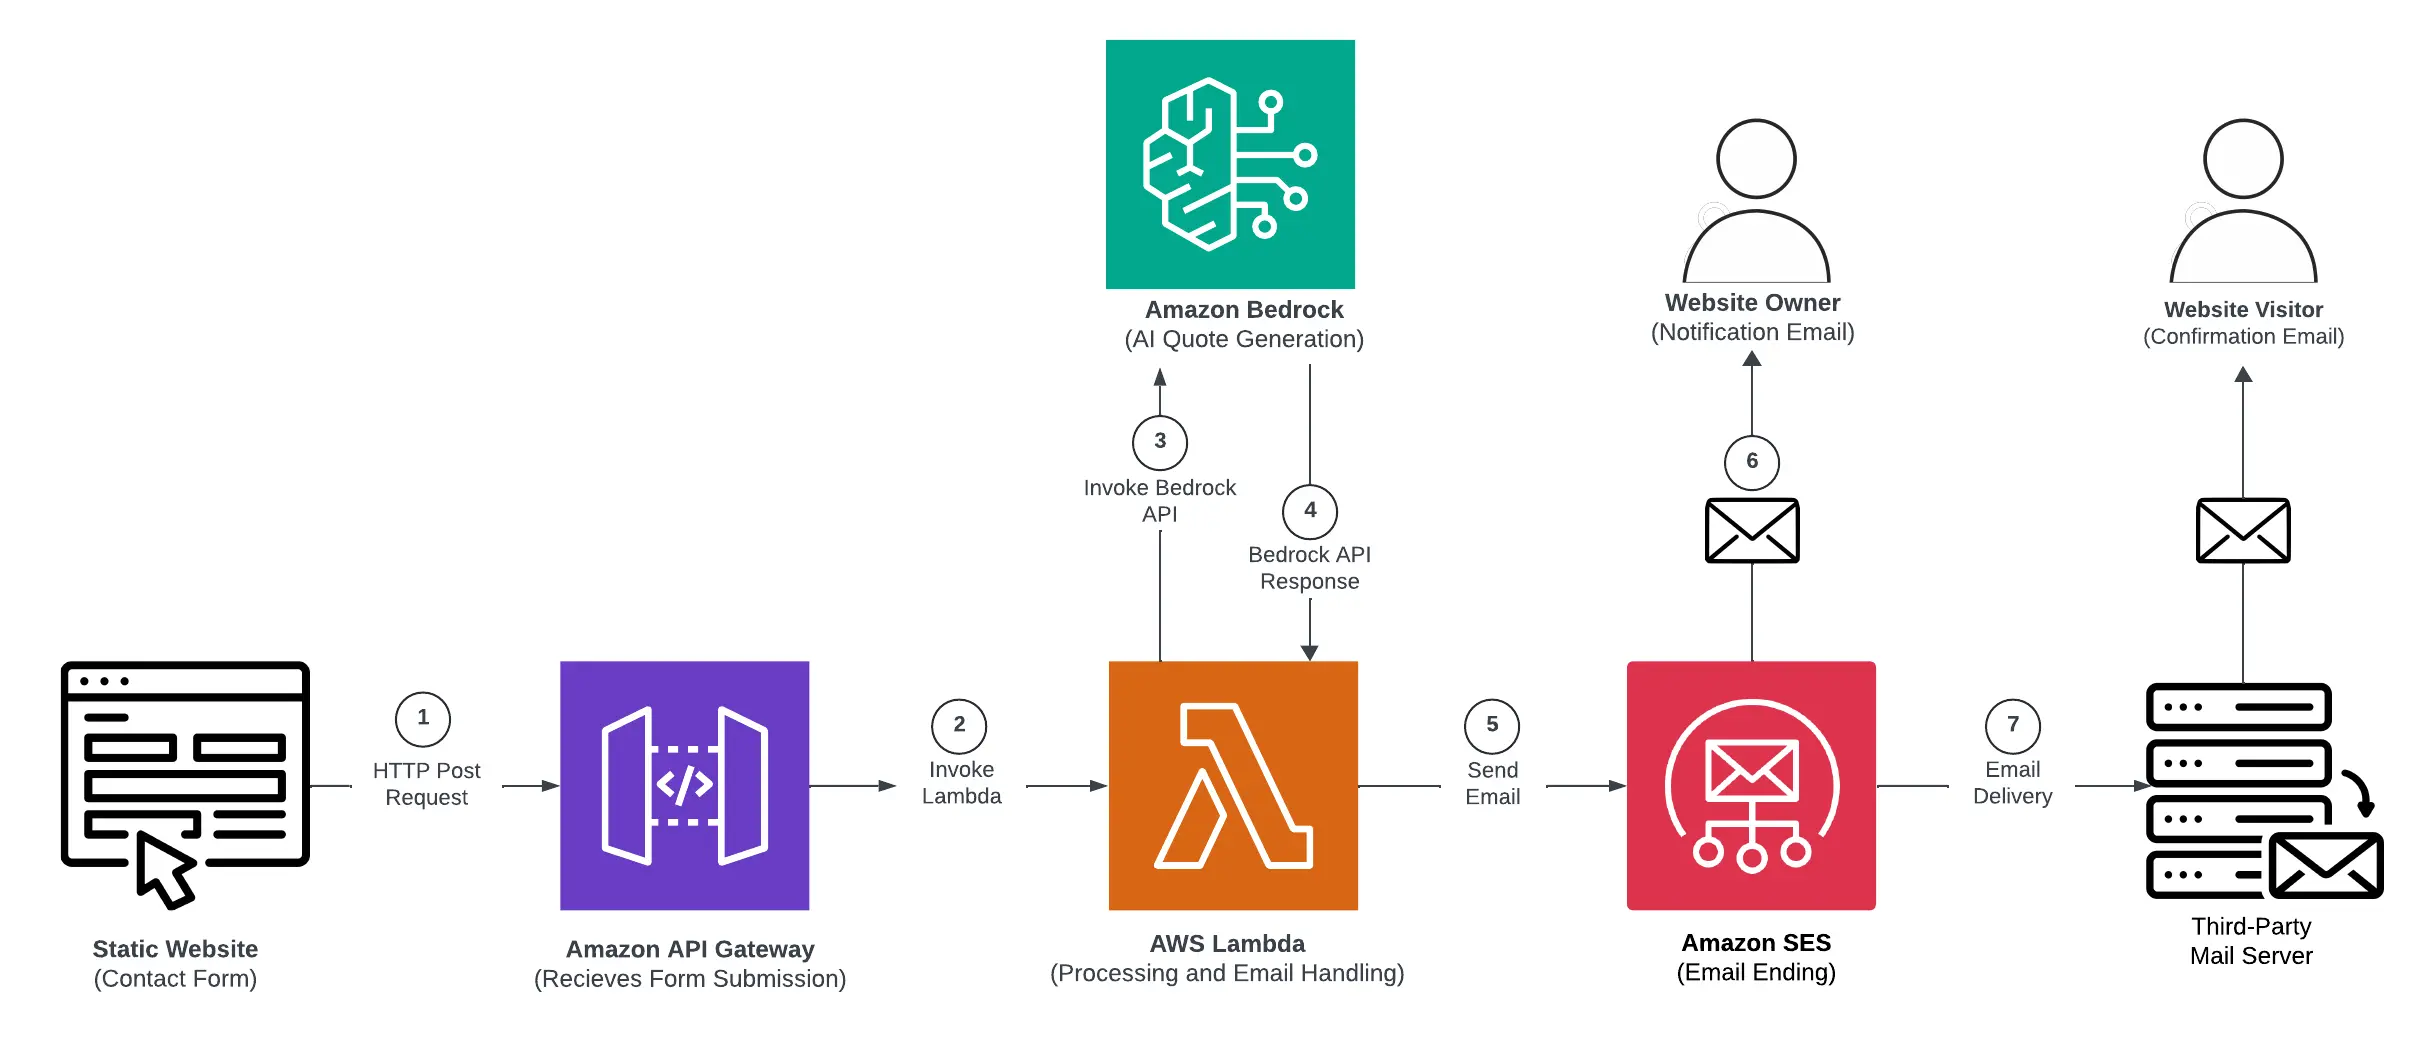 Amazon Bedrock
(AI Quote Generation)
Website Owner
(Notification Email)
Website Visitor
(Confirmation Email)
3
Invoke Bedrock
API
4
Bedrock API
Response
6
1
HTTP Post
Request
2
Invoke
Lambda
5
Send
Email
7
Email
Delivery
Static Website
(Contact Form)
Amazon API Gateway
(Recieves Form Submission)
AWS Lambda
(Processing and Email Handling)
Amazon SES
(Email Ending)
Third-Party
Mail Server